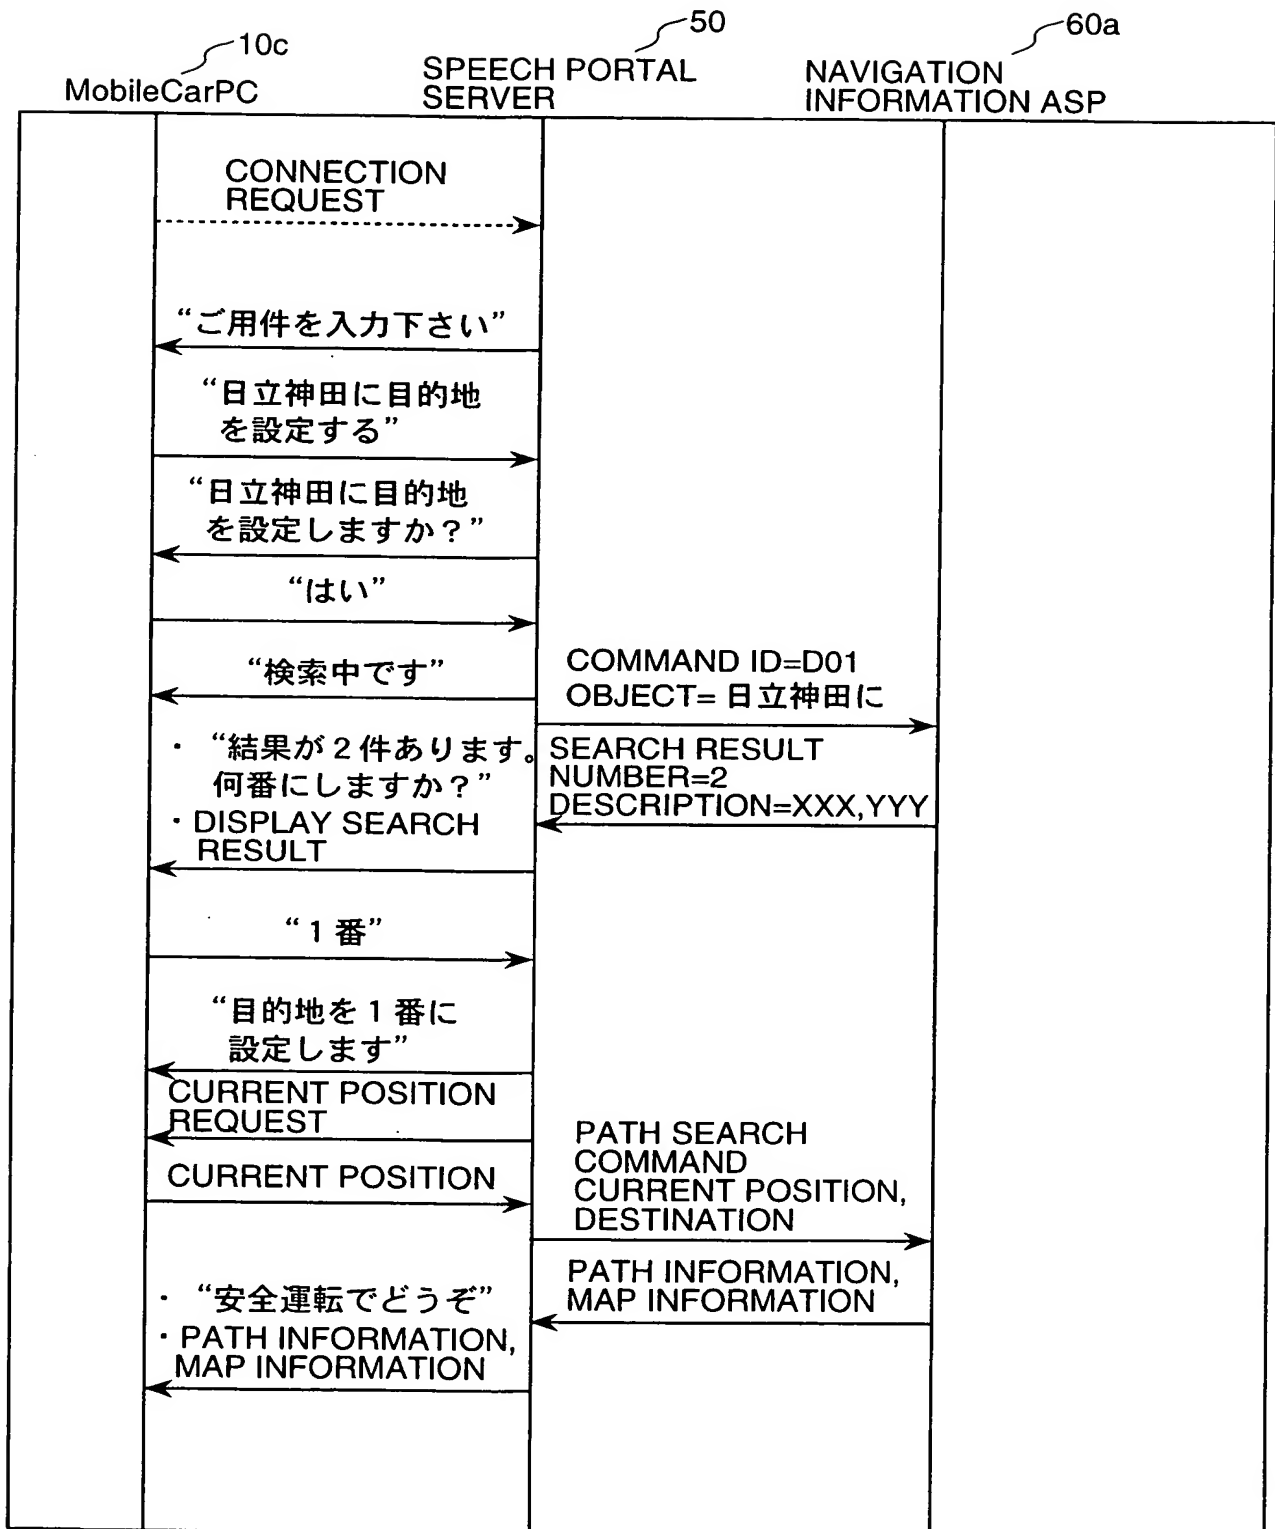 10c
50
60a
MobileCarPC
SPEECH PORTAL
SERVER
NAVIGATION
INFORMATION ASP
CONNECTION
REQUEST
“ご用件を入力下さい”
“日立神田に目的地
を設定する”
“日立神田に目的地
を設定しますか？”
“はい”
“検索中です”
COMMAND ID=D01
OBJECT= 日立神田に
・ “結果が２件あります。
何番にしますか？”
・DISPLAY SEARCH
RESULT
SEARCH RESULT
NUMBER=2
DESCRIPTION=XXX,YYY
“１番”
“目的地を１番に
設定します”
CURRENT POSITION
REQUEST
CURRENT POSITION
PATH SEARCH
COMMAND
CURRENT POSITION,
DESTINATION
PATH INFORMATION,
MAP INFORMATION
・ “安全運転でどうぞ”
・PATH INFORMATION,
MAP INFORMATION